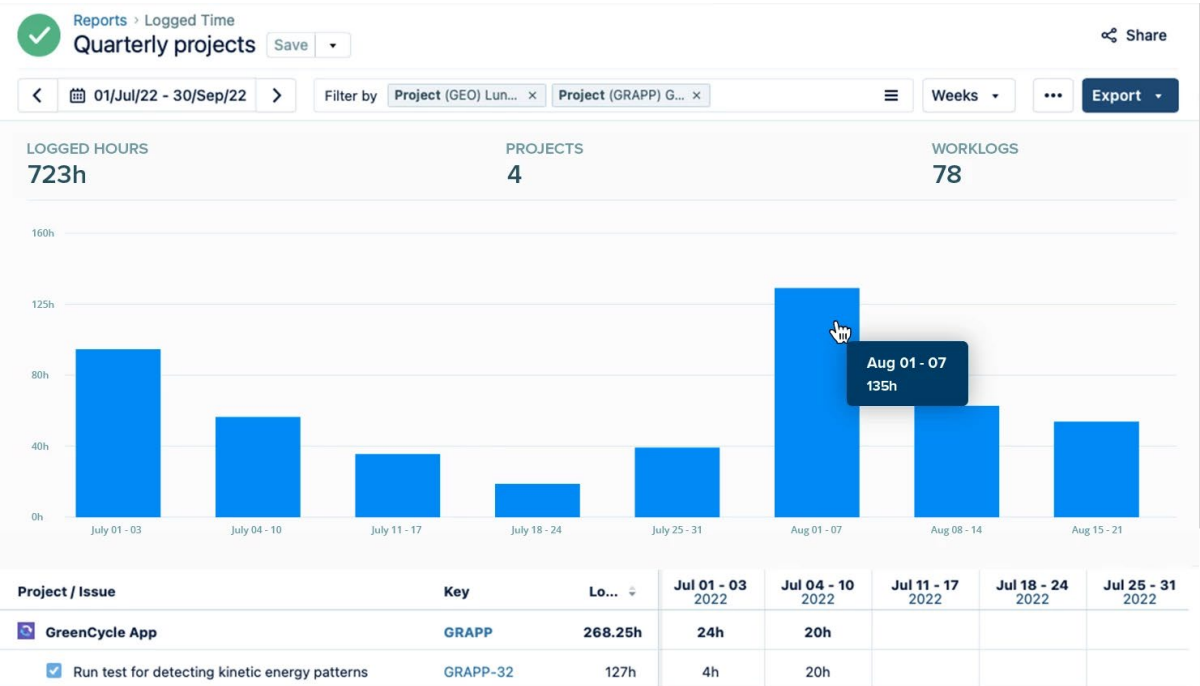 Reports › Logged Time
Quarterly projects Save
Share
01/Jul/22 - 30/Sep/22
Filter by Project (GEO) Lun... × Project (GRAPP) G... ×
Weeks
Export
LOGGED HOURS PROJECTS WORKLOGS
723h 4 78
160h
125h
80h
40h
0h
Aug 01 - 07
135h
July 01 - 03 July 04 - 10 July 11 - 17 July 18 - 24 July 25 - 31 Aug 01 - 07 Aug 08 - 14 Aug 15 - 21
Project / Issue Key Lo... Jul 01 - 03 Jul 04 - 10 Jul 11 - 17 Jul 18 - 24 Jul 25 - 31
2022 2022 2022 2022 2022
GreenCycle App GRAPP 268.25h 24h 20h
Run test for detecting kinetic energy patterns GRAPP-32 127h 4h 20h